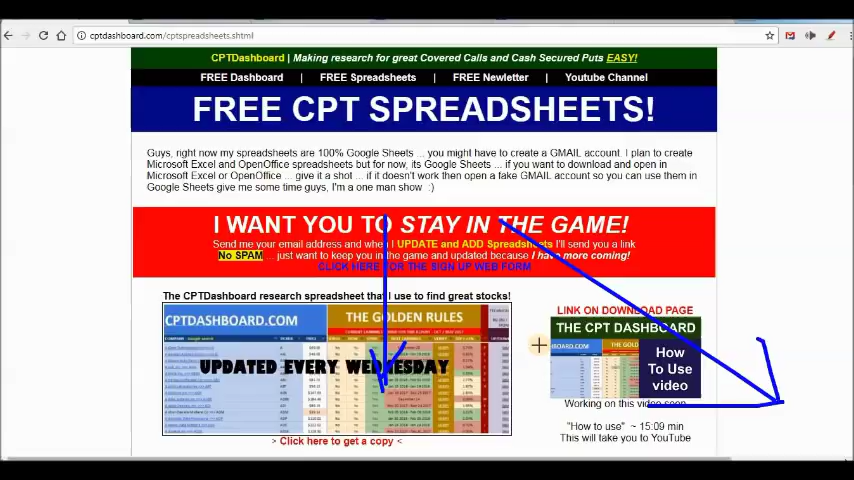 cptdashboard.com/cptspreadsheets.shtml
CPTDashboard | Making research for great Covered Calls and Cash Secured Puts EASY!
FREE Dashboard | FREE Spreadsheets | FREE Newletter | Youtube Channel
FREE CPT SPREADSHEETS!
Guys, right now my spreadsheets are 100% Google Sheets ... you might have to create a GMAIL account. I plan to create
Microsoft Excel and OpenOffice spreadsheets but for now, its Google Sheets ... if you want to download and open in
Microsoft Excel or OpenOffice ... give it a shot ... if it doesn't work then open a fake GMAIL account so you can use them in
Google Sheets give me some time guys, I'm a one man show :)
I WANT YOU TO STAY IN THE GAME!
Send me your email address and when I UPDATE and ADD Spreadsheets I'll send you a link
No SPAM ... just want to keep you in the game and updated because I have more coming!
CLICK HERE FOR THE SIGN UP WEB FORM
The CPTDashboard research spreadsheet that I use to find great stocks!
CPTDASHBOARD.COM THE GOLDEN RULES
UPDATED EVERY WEDNESDAY
> Click here to get a copy <
LINK ON DOWNLOAD PAGE
THE CPT DASHBOARD
How
To Use
video
Working on this video soon
"How to use" ~ 15:09 min
This will take you to YouTube